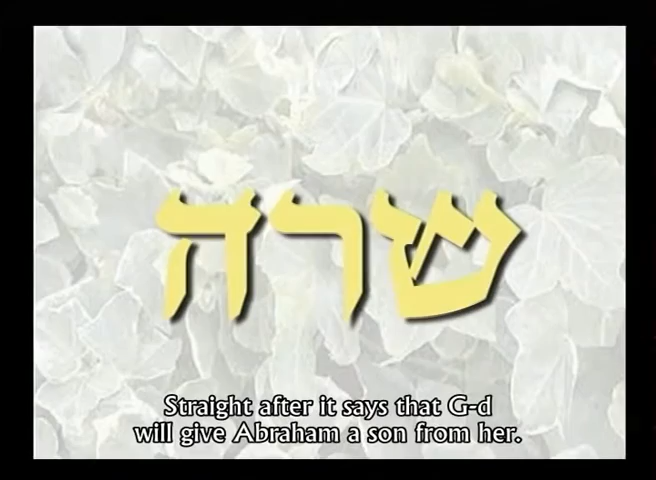 שרה
Straight after it says that G-d
will give Abraham a son from her.